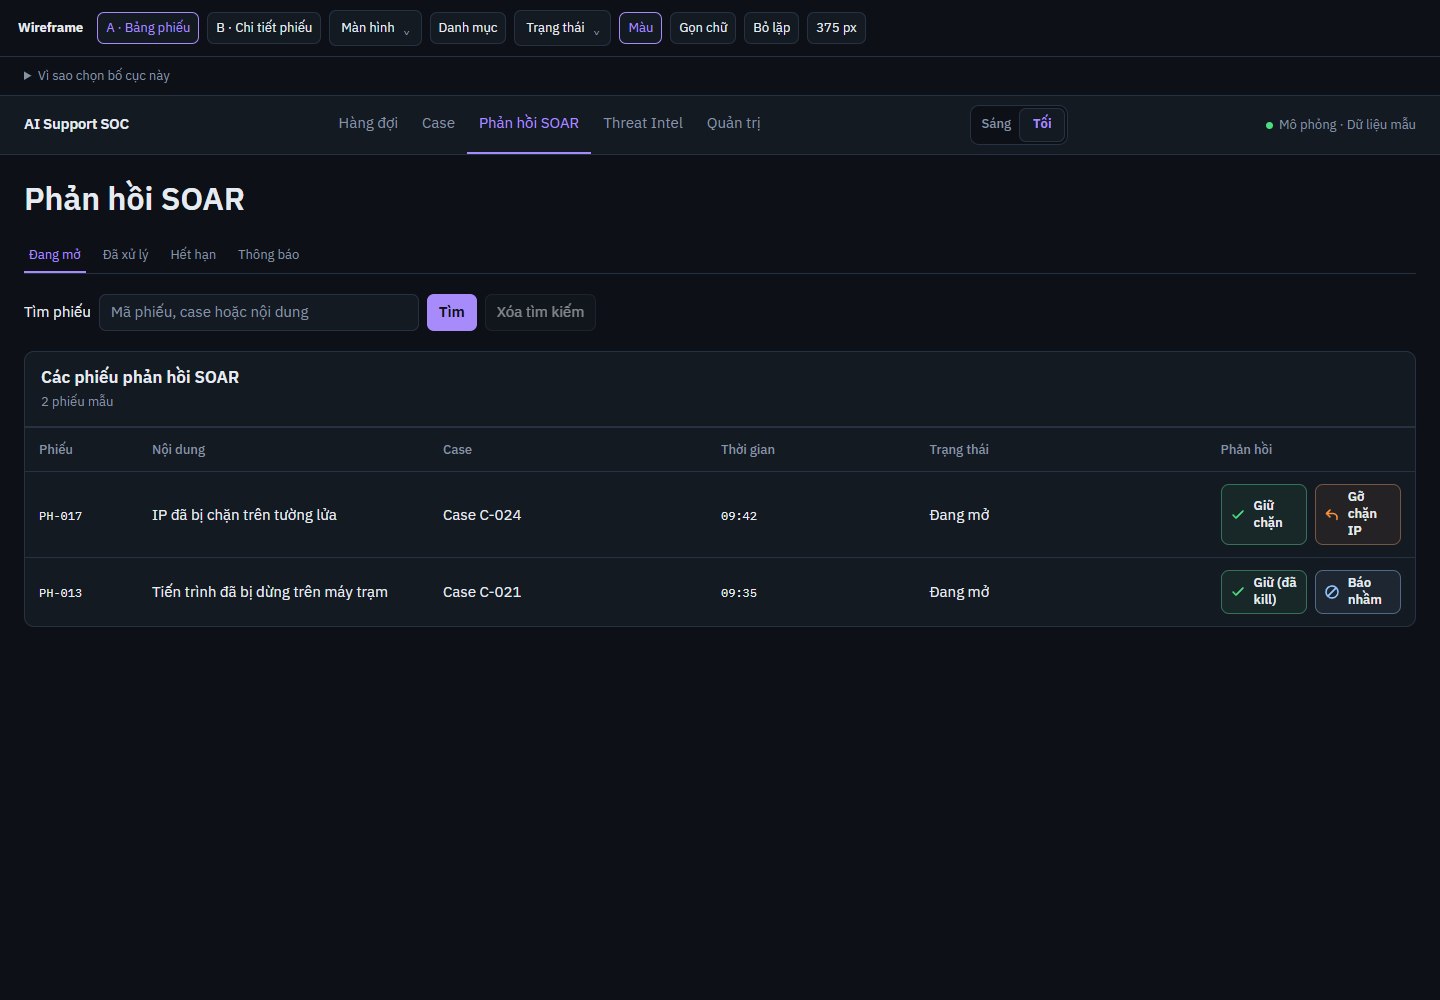 Wireframe A · Bảng phiếu B · Chi tiết phiếu Màn hình Danh mục Trạng thái Màu Gọn chữ Bỏ lặp 375 px
Vì sao chọn bố cục này
AI Support SOC Hàng đợi Case Phản hồi SOAR Threat Intel Quản trị Sáng Tối Mô phỏng · Dữ liệu mẫu
Phản hồi SOAR
Đang mở Đã xử lý Hết hạn Thông báo
Tìm phiếu Mã phiếu, case hoặc nội dung Tìm Xóa tìm kiếm
Các phiếu phản hồi SOAR
2 phiếu mẫu
Phiếu Nội dung Case Thời gian Trạng thái Phản hồi
PH-017 IP đã bị chặn trên tường lửa Case C-024 09:42 Đang mở
Giữ
chặn
Gỡ
chặn
IP
PH-013 Tiến trình đã bị dừng trên máy trạm Case C-021 09:35 Đang mở
Giữ (đã
kill)
Báo
nhầm